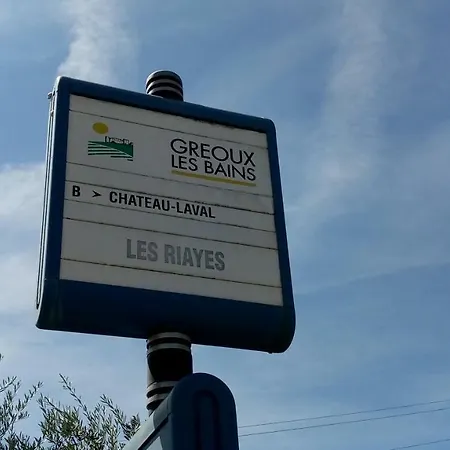 GREOUX
LES BAINS
B > CHATEAU-LAVAL
LES RIAYES